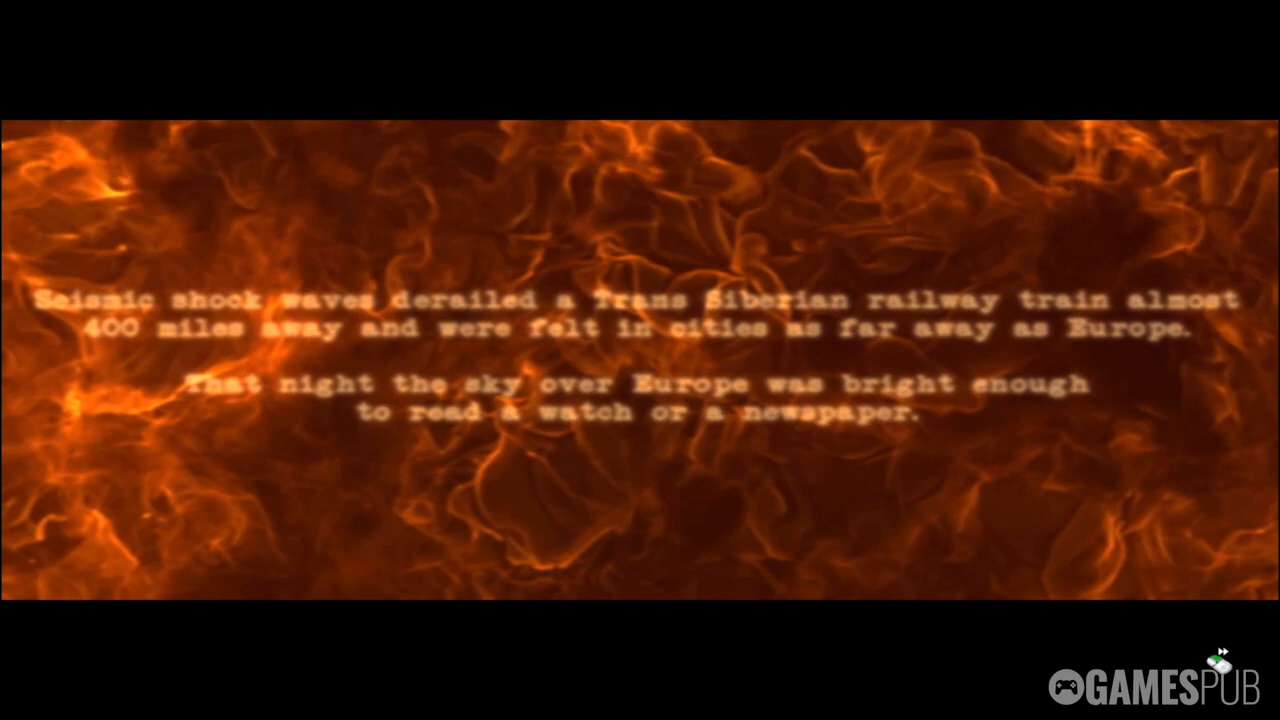 Seismic shock waves derailed a Trans Siberian railway train almost
400 miles away and were felt in cities as far away as Europe.
That night the sky over Europe was bright enough
to read a watch or a newspaper.
GAMESPUB